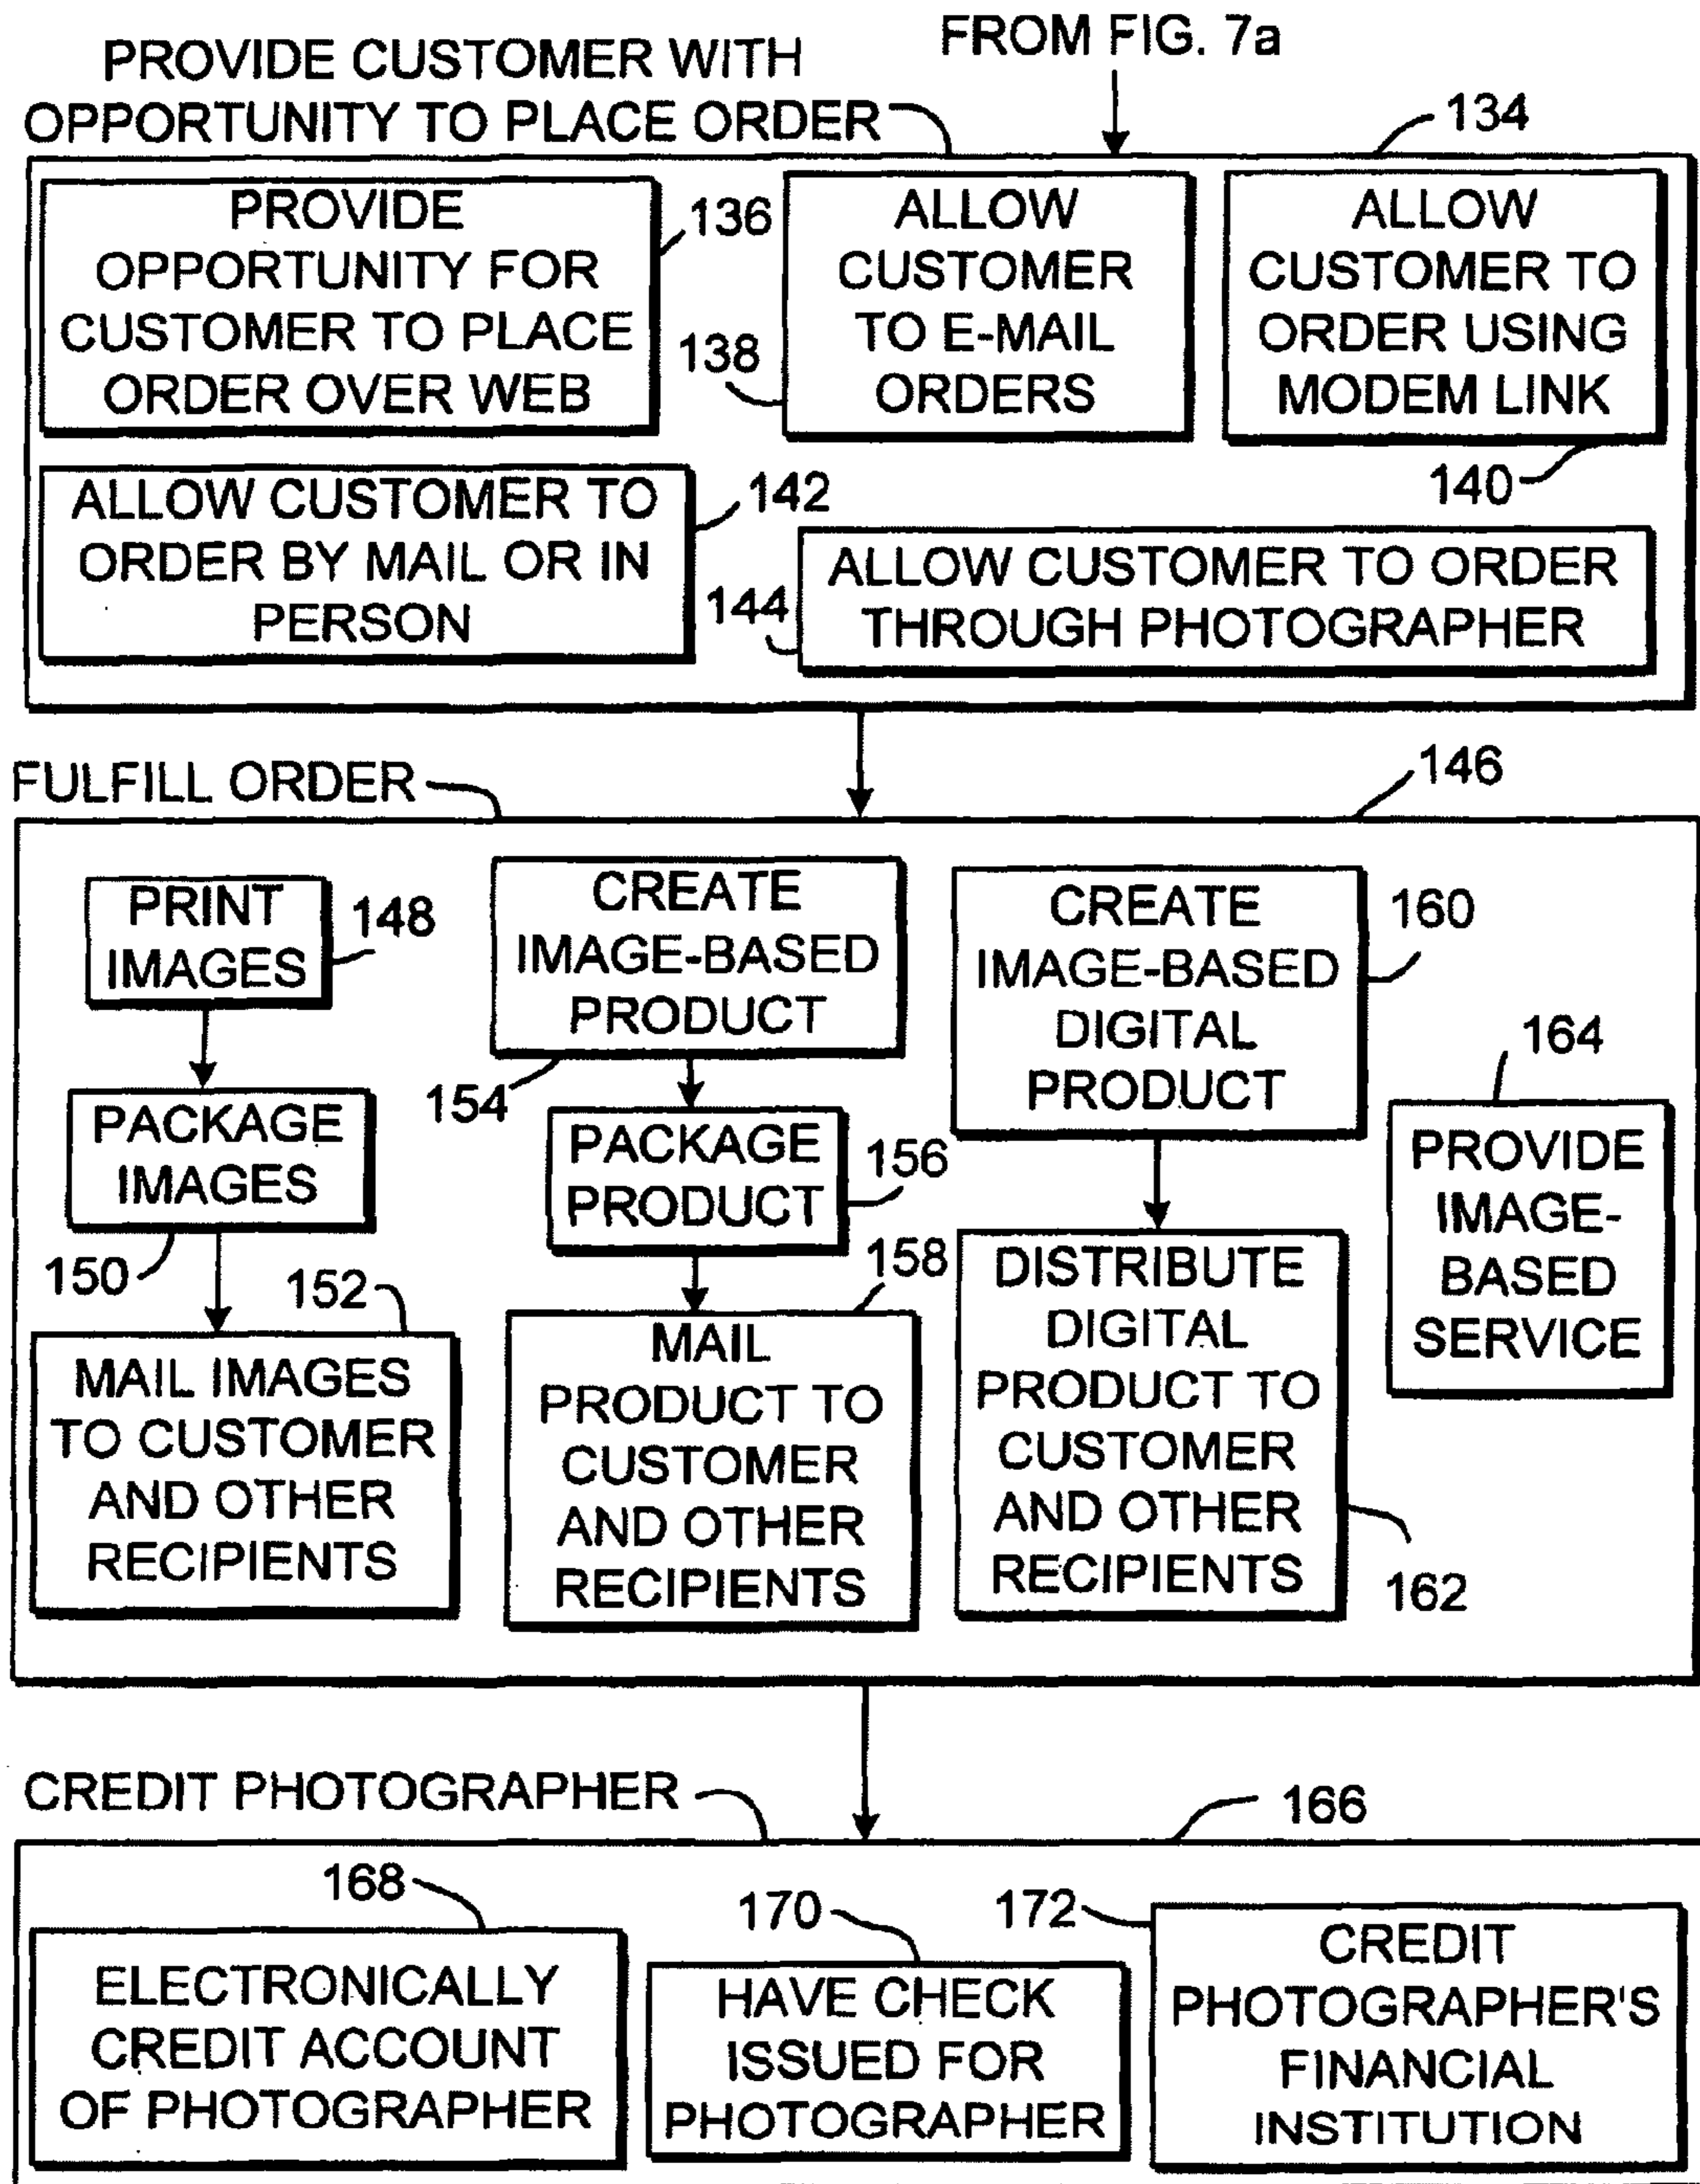 FROM FIG. 7a
PROVIDE CUSTOMER WITH
OPPORTUNITY TO PLACE ORDER
134
PROVIDE
OPPORTUNITY FOR
CUSTOMER TO PLACE
ORDER OVER WEB
136
ALLOW
CUSTOMER
TO E-MAIL
ORDERS
138
ALLOW
CUSTOMER TO
ORDER USING
MODEM LINK
140
ALLOW CUSTOMER TO
ORDER BY MAIL OR IN
PERSON
142
ALLOW CUSTOMER TO ORDER
THROUGH PHOTOGRAPHER
144
FULFILL ORDER
146
PRINT
IMAGES
148
PACKAGE
IMAGES
150
152
MAIL IMAGES
TO CUSTOMER
AND OTHER
RECIPIENTS
CREATE
IMAGE-BASED
PRODUCT
154
PACKAGE
PRODUCT
156
158
MAIL
PRODUCT TO
CUSTOMER
AND OTHER
RECIPIENTS
CREATE
IMAGE-BASED
DIGITAL
PRODUCT
160
DISTRIBUTE
DIGITAL
PRODUCT TO
CUSTOMER
AND OTHER
RECIPIENTS
162
164
PROVIDE
IMAGE-
BASED
SERVICE
CREDIT PHOTOGRAPHER
166
168
ELECTRONICALLY
CREDIT ACCOUNT
OF PHOTOGRAPHER
170
HAVE CHECK
ISSUED FOR
PHOTOGRAPHER
172
CREDIT
PHOTOGRAPHER'S
FINANCIAL
INSTITUTION